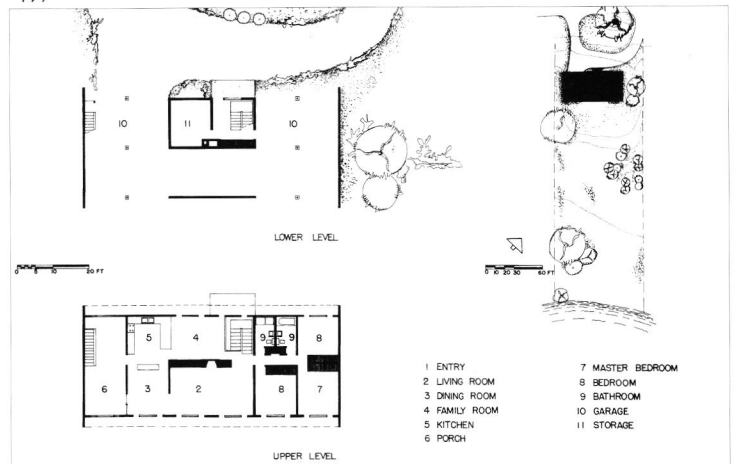 10
11
10
LOWER LEVEL
0 5 10 20 FT
0 10 20 30 60 FT
5
4
9
9
8
6
3
2
8
7
UPPER LEVEL
1 ENTRY
2 LIVING ROOM
3 DINING ROOM
4 FAMILY ROOM
5 KITCHEN
6 PORCH
7 MASTER BEDROOM
8 BEDROOM
9 BATHROOM
10 GARAGE
11 STORAGE